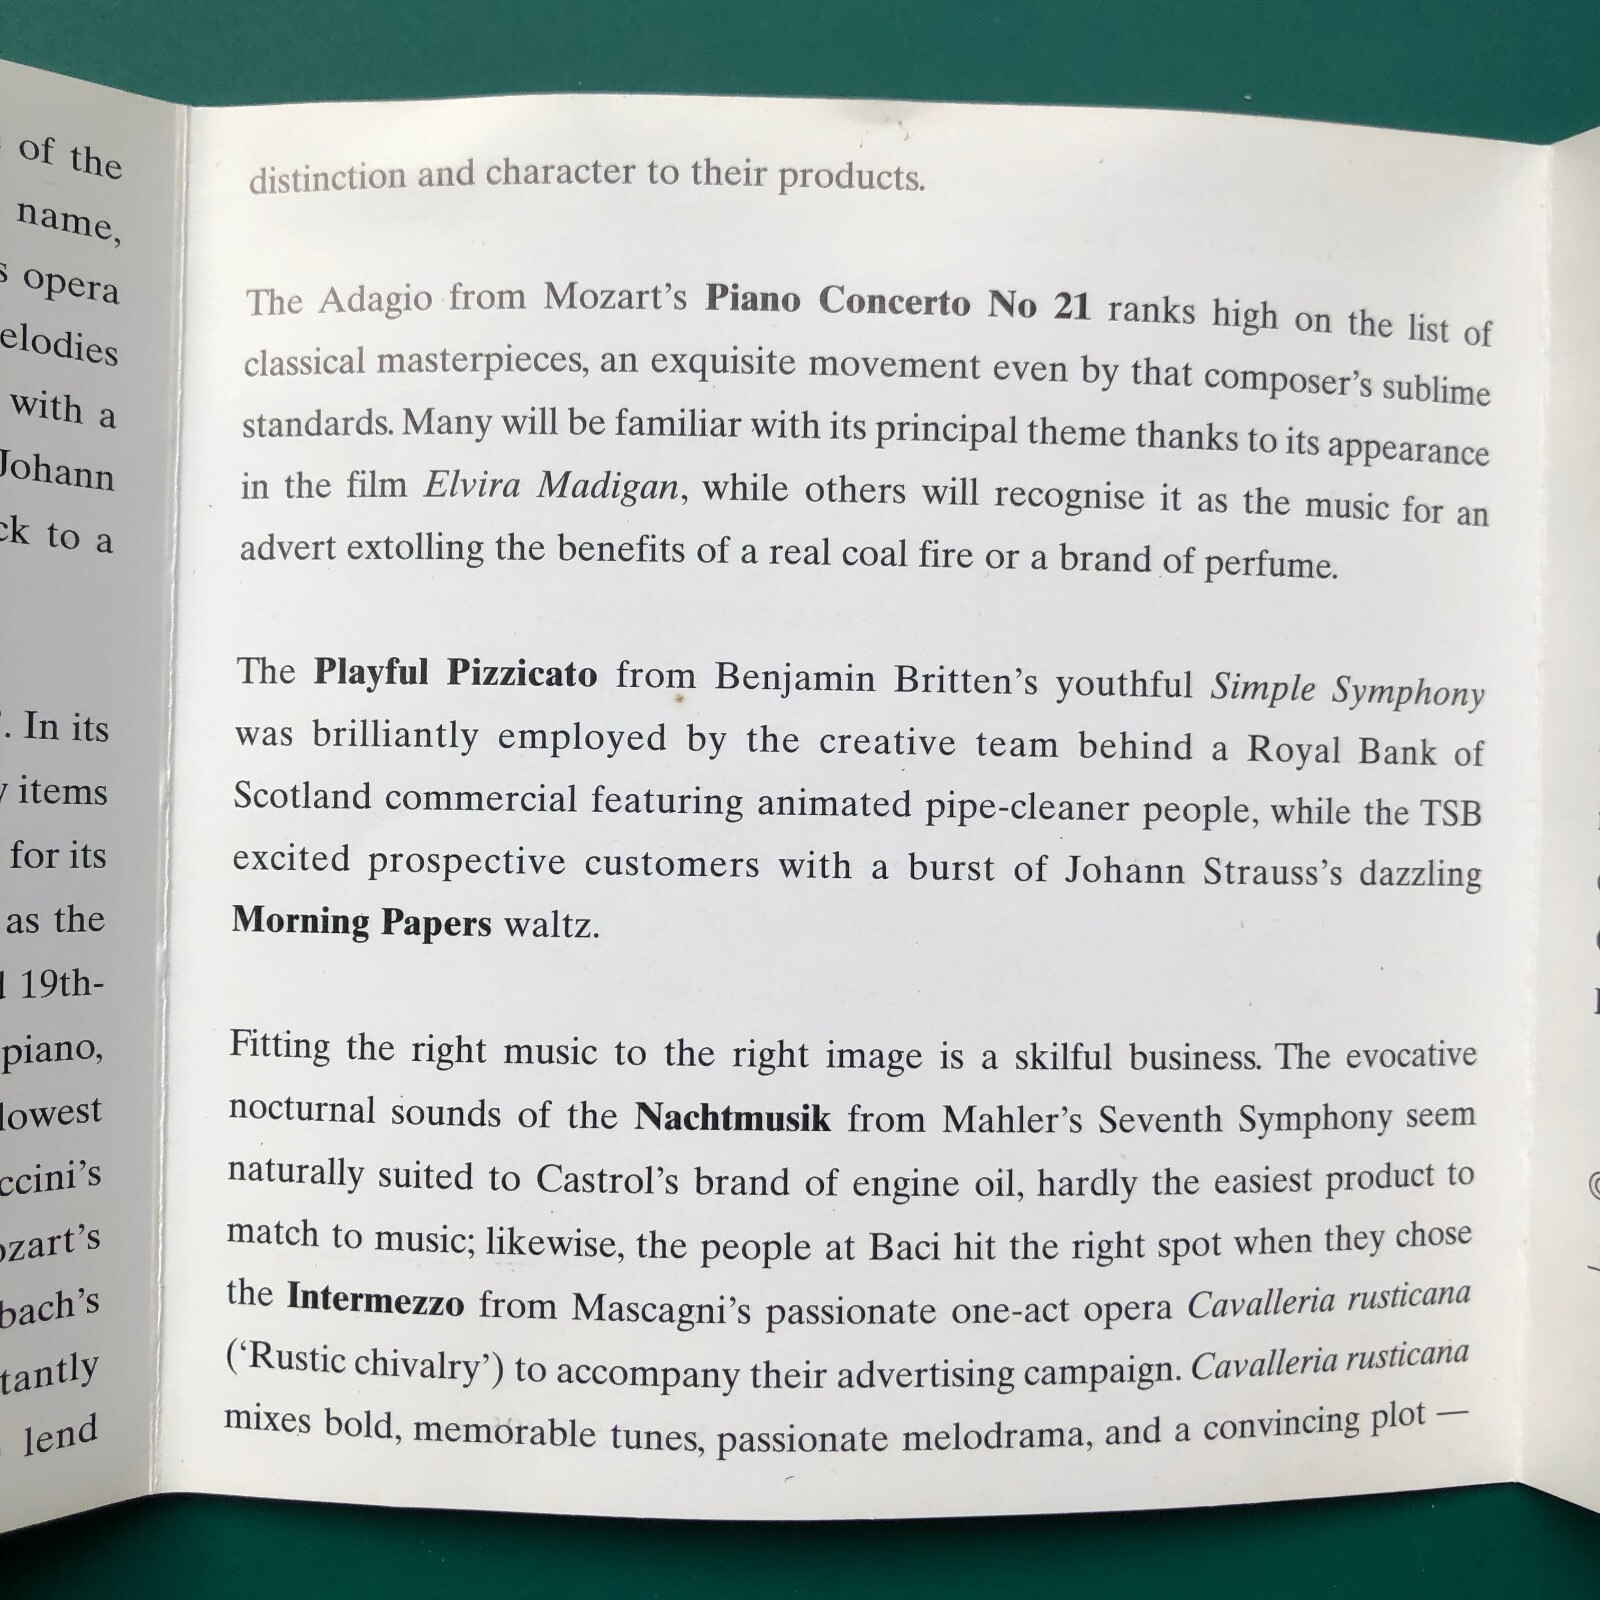 of the
name,
opera
elodies
with a
Johann
ck to a
. In its
items
for its
as the
19th-
piano,
lowest
ccini's
ozart's
bach's
tantly
lend
distinction and character to their products.
The Adagio from Mozart's Piano Concerto No 21 ranks high on the list of
classical masterpieces, an exquisite movement even by that composer's sublime
standards. Many will be familiar with its principal theme thanks to its appearance
in the film Elvira Madigan, while others will recognise it as the music for an
advert extolling the benefits of a real coal fire or a brand of perfume.
The Playful Pizzicato from Benjamin Britten's youthful Simple Symphony
was brilliantly employed by the creative team behind a Royal Bank of
Scotland commercial featuring animated pipe-cleaner people, while the TSB
excited prospective customers with a burst of Johann Strauss's dazzling
Morning Papers waltz.
Fitting the right music to the right image is a skilful business. The evocative
nocturnal sounds of the Nachtmusik from Mahler's Seventh Symphony seem
naturally suited to Castrol's brand of engine oil, hardly the easiest product to
match to music; likewise, the people at Baci hit the right spot when they chose
the Intermezzo from Mascagni's passionate one-act opera Cavalleria rusticana
('Rustic chivalry') to accompany their advertising campaign. Cavalleria rusticana
mixes bold, memorable tunes, passionate melodrama, and a convincing plot —